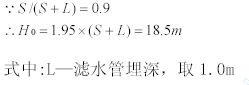 ∵ S/(S+L) = 0.9
∴ H₀ = 1.95×(S+L) = 18.5m
式中:L—滤水管埋深，取 1.0m